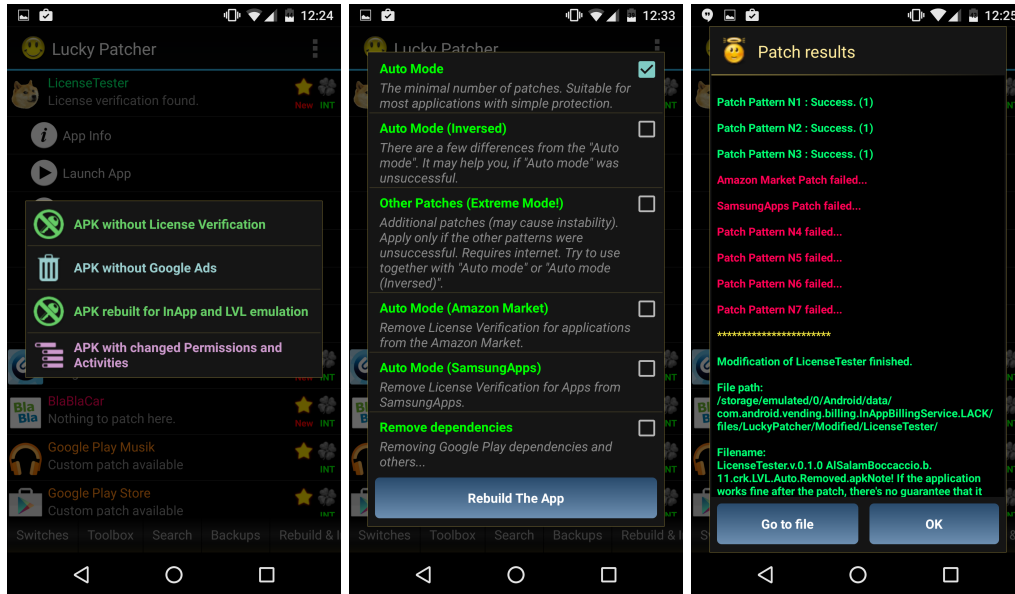 12:24
Lucky Patcher
LicenseTester
License verification found.
New INT
App Info
Launch App
APK without License Verification
APK without Google Ads
APK rebuilt for InApp and LVL emulation
APK with changed Permissions and
Activities
New INT
Bla
Bla
BlaBlaCar
Nothing to patch here.
New INT
Google Play Musik
Custom patch available
INT
Google Play Store
Custom patch available
INT
Switches Toolbox Search Backups Rebuild & I
12:33
Lucky Patcher
Auto Mode
The minimal number of patches. Suitable for
most applications with simple protection.
Auto Mode (Inversed)
There are a few differences from the "Auto
mode". It may help you, if "Auto mode" was
unsuccessful.
Other Patches (Extreme Mode!)
Additional patches (may cause instability).
Apply only if the other patterns were
unsuccessful. Requires internet. Try to use
together with "Auto mode" or "Auto mode
(Inversed)".
Auto Mode (Amazon Market)
Remove License Verification for applications
from the Amazon Market.
Auto Mode (SamsungApps)
Remove License Verification for Apps from
SamsungApps.
Remove dependencies
Removing Google Play dependencies and
others...
Rebuild The App
Switches Toolbox Search Backups Rebuild & I
12:25
Patch results
Patch Pattern N1 : Success. (1)
Patch Pattern N2 : Success. (1)
Patch Pattern N3 : Success. (1)
Amazon Market Patch failed...
SamsungApps Patch failed...
Patch Pattern N4 failed...
Patch Pattern N5 failed...
Patch Pattern N6 failed...
Patch Pattern N7 failed...
***********************
Modification of LicenseTester finished.
File path:
/storage/emulated/0/Android/data/
com.android.vending.billing.InAppBillingService.LACK/
files/LuckyPatcher/Modified/LicenseTester/
Filename:
LicenseTester.v.0.1.0 AlSalamBoccaccio.b.
11.crk.LVL.Auto.Removed.apkNote! If the application
works fine after the patch, there's no guarantee that it
Go to file
OK